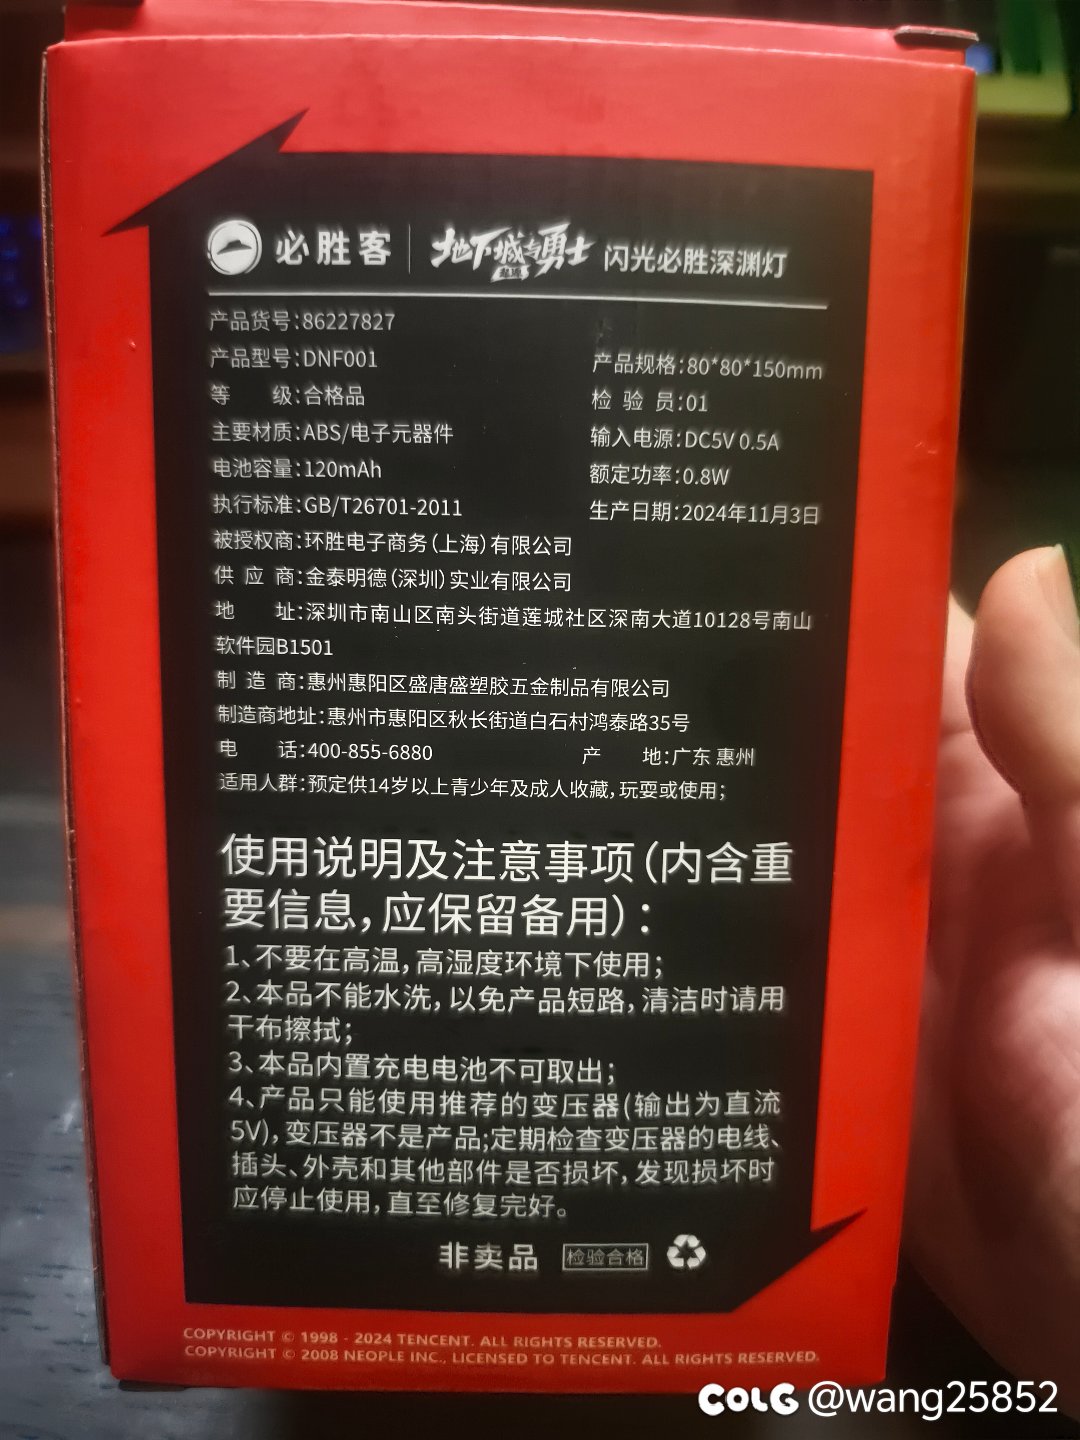 必胜客 地下城与勇士 起源 闪光必胜深渊灯
产品货号:86227827
产品型号:DNF001 产品规格:80*80*150mm
等 级:合格品 检 验 员:01
主要材质:ABS/电子元器件 输入电源:DC5V 0.5A
电池容量:120mAh 额定功率:0.8W
执行标准:GB/T26701-2011 生产日期:2024年11月3日
被授权商:环胜电子商务(上海)有限公司
供 应 商:金泰明德(深圳)实业有限公司
地 址:深圳市南山区南头街道莲城社区深南大道10128号南山
软件园B1501
制 造 商:惠州惠阳区盛唐盛塑胶五金制品有限公司
制造商地址:惠州市惠阳区秋长街道白石村鸿泰路35号
电 话:400-855-6880 产 地:广东 惠州
适用人群:预定供14岁以上青少年及成人收藏,玩耍或使用;
使用说明及注意事项(内含重
要信息,应保留备用):
1、不要在高温,高湿度环境下使用;
2、本品不能水洗,以免产品短路,清洁时请用
干布擦拭;
3、本品内置充电电池不可取出;
4、产品只能使用推荐的变压器(输出为直流
5V),变压器不是产品;定期检查变压器的电线、
插头、外壳和其他部件是否损坏,发现损坏时
应停止使用,直至修复完好。
非卖品 检验合格
COPYRIGHT © 1998 - 2024 TENCENT. ALL RIGHTS RESERVED.
COPYRIGHT © 2008 NEOPLE INC., LICENSED TO TENCENT. ALL RIGHTS RESERVED.
COLG @wang25852